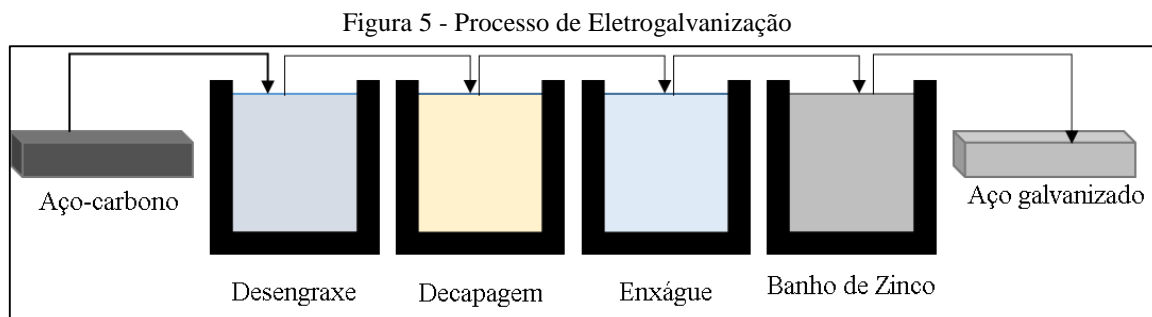 Figura 5 - Processo de Eletrogalvanização
Aço-carbono
Desengraxe
Decapagem
Enxágue
Banho de Zinco
Aço galvanizado